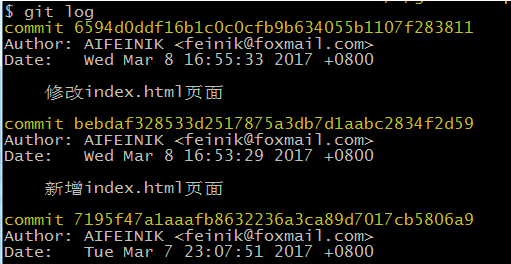 $ git log
commit 6594d0ddf16b1c0c0cfb9b634055b1107f283811
Author: AIFEINIK <feinik@foxmail.com>
Date:   Wed Mar 8 16:55:33 2017 +0800
修改index.html页面
commit bebdaf328533d2517875a3db7d1aabc2834f2d59
Author: AIFEINIK <feinik@foxmail.com>
Date:   Wed Mar 8 16:53:29 2017 +0800
新增index.html页面
commit 7195f47a1aaafb8632236a3ca89d7017cb5806a9
Author: AIFEINIK <feinik@foxmail.com>
Date:   Tue Mar 7 23:07:51 2017 +0800